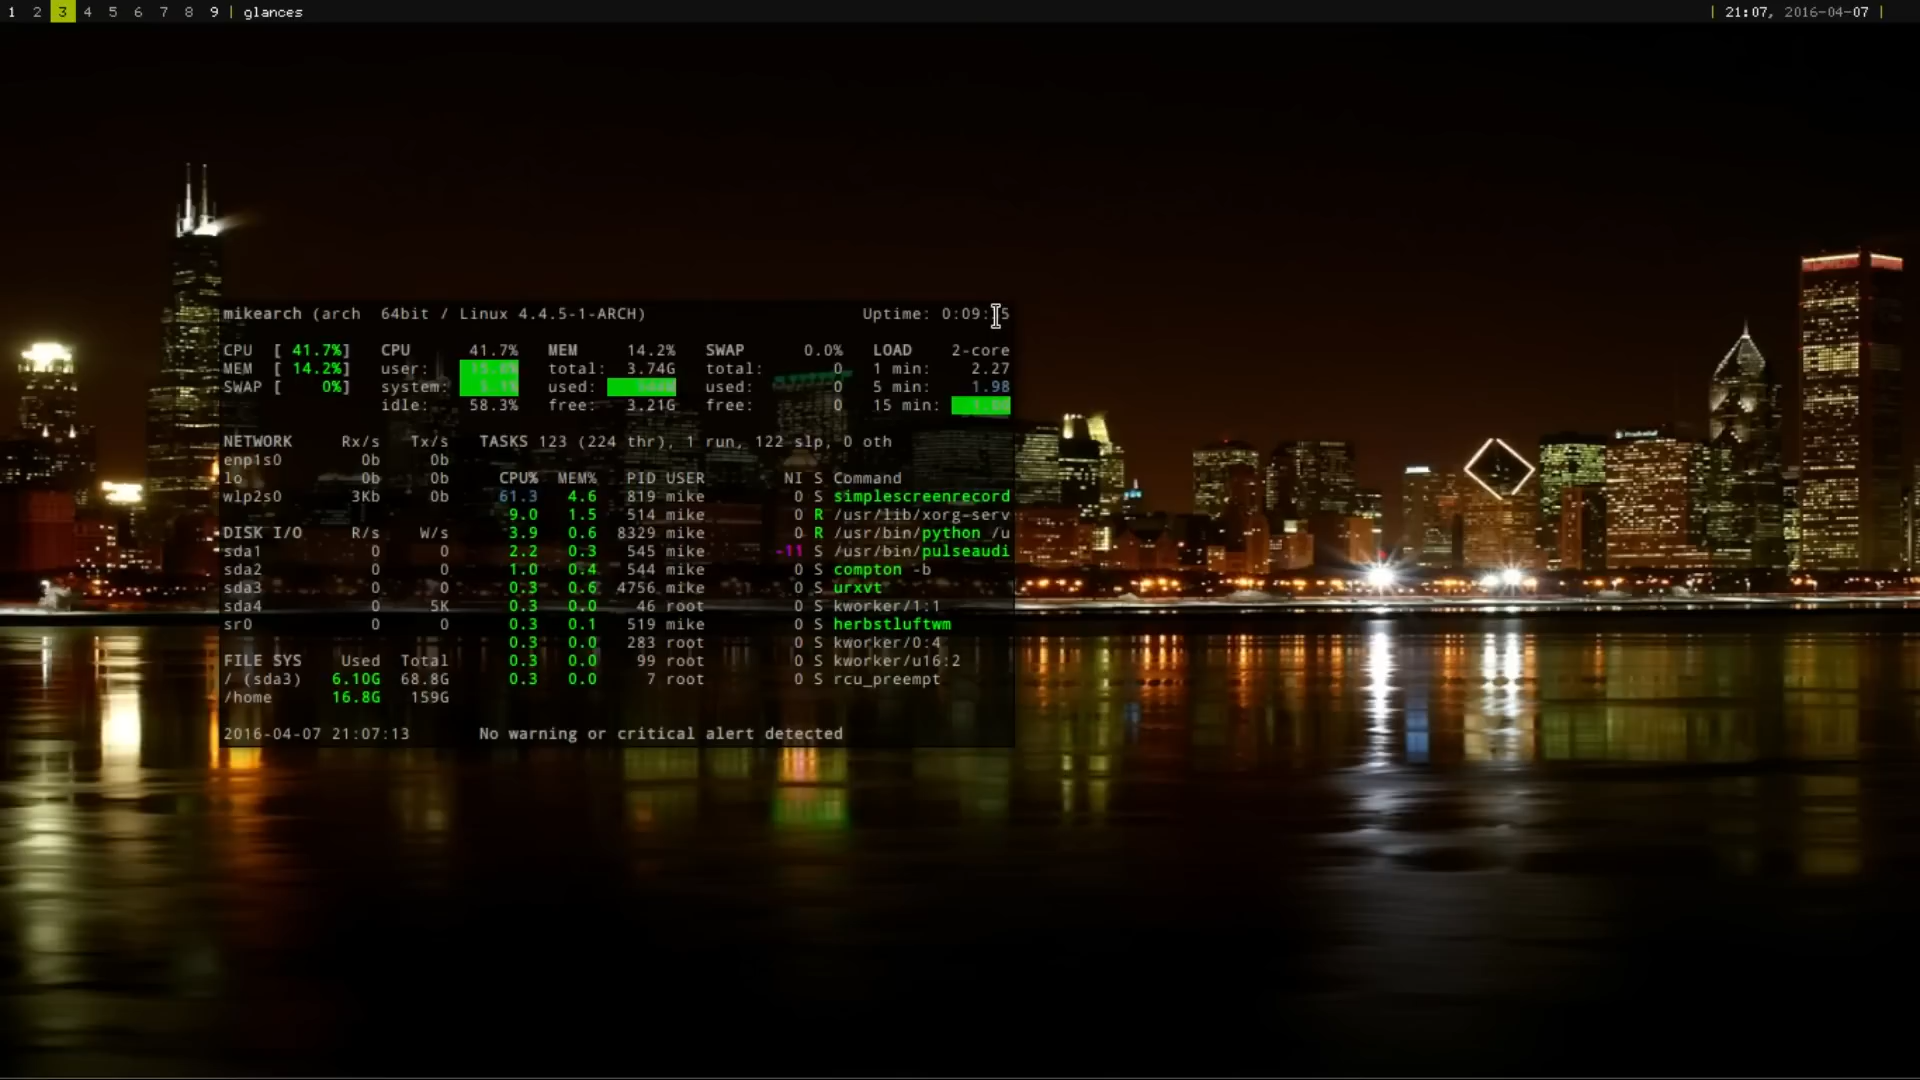 1 2 3 4 5 6 7 8 9 | glances | 21:07, 2016-04-07 |
mikearch (arch 64bit / Linux 4.4.5-1-ARCH) Uptime: 0:09:
CPU [ 41.7%] CPU 41.7% MEM 14.2% SWAP 0.0% LOAD 2-core
MEM [ 14.2%] user: total: 3.74G total: 0 1 min: 2.27
SWAP [ 0%] system: used: used: 0 5 min: 1.98
idle: 58.3% free: 3.21G free: 0 15 min:
NETWORK Rx/s Tx/s TASKS 123 (224 thr), 1 run, 122 slp, 0 oth
enp1s0 0b 0b
lo 0b 0b CPU% MEM% PID USER NI S Command
wlp2s0 3Kb 0b 61.3 4.6 819 mike 0 S simplescreenrecord
9.0 1.5 514 mike 0 R /usr/lib/xorg-serv
DISK I/O R/s W/s 3.9 0.6 8329 mike 0 R /usr/bin/python /u
sda1 0 0 2.2 0.3 545 mike -11 S /usr/bin/pulseaudi
sda2 0 0 1.0 0.4 544 mike 0 S compton -b
sda3 0 0 0.3 0.6 4756 mike 0 S urxvt
sda4 0 5K 0.3 0.0 46 root 0 S kworker/1:1
sr0 0 0 0.3 0.1 519 mike 0 S herbstluftwm
0.3 0.0 283 root 0 S kworker/0:4
FILE SYS Used Total 0.3 0.0 99 root 0 S kworker/u16:2
/ (sda3) 6.10G 68.8G 0.3 0.0 7 root 0 S rcu_preempt
/home 16.8G 159G
2016-04-07 21:07:13 No warning or critical alert detected